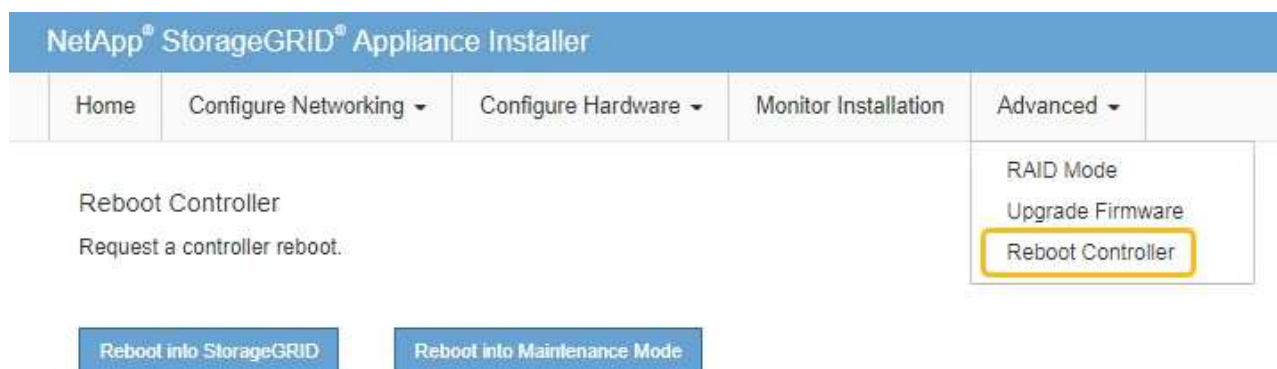 NetApp® StorageGRID® Appliance Installer
Home Configure Networking Configure Hardware Monitor Installation Advanced
RAID Mode
Upgrade Firmware
Reboot Controller
Reboot Controller
Request a controller reboot.
Reboot into StorageGRID Reboot into Maintenance Mode